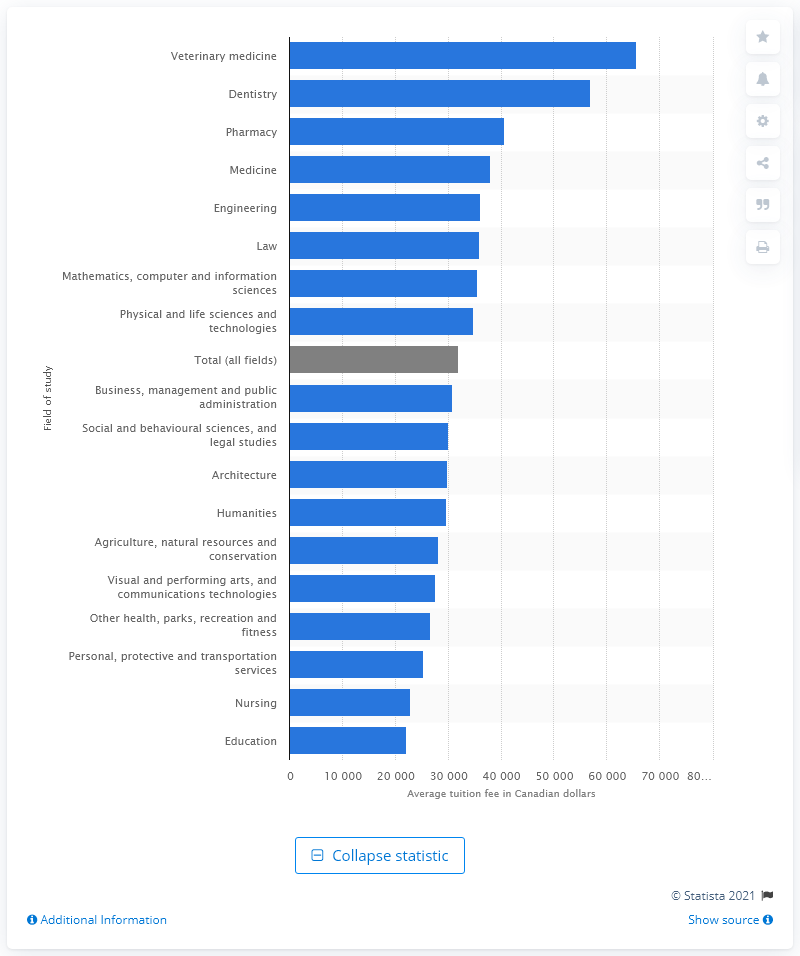 Veterinary medicine
Dentistry
Pharmacy
Medicine
Engineering
Law
Mathematics, computer and information
sciences
Physical and life sciences and
technologies
Total (all fields)
Business, management and public
administration
Social and behavioural sciences, and
legal studies
Architecture
Humanities
Agriculture, natural resources and
conservation
Visual and performing arts, and
communications technologies
Other health, parks, recreation and
fitness
Personal, protective and transportation
services
Nursing
Education
Field of study
0 10 000 20 000 30 000 40 000 50 000 60 000 70 000 80…
Average tuition fee in Canadian dollars
Collapse statistic
© Statista 2021
Additional Information
Show source